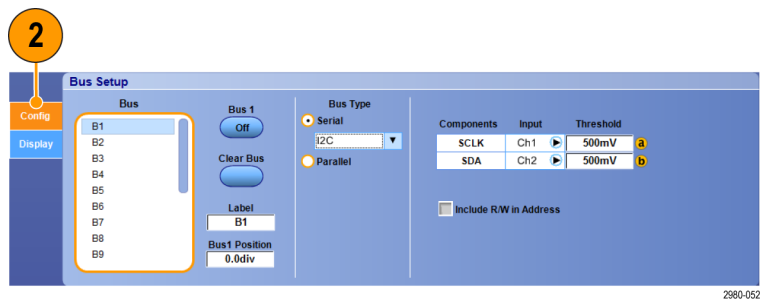 2
Bus Setup
Config
Display
Bus
B1
B2
B3
B4
B5
B6
B7
B8
B9
Bus 1
Off
Clear Bus
Label
B1
Bus1 Position
0.0div
Bus Type
Serial
I2C
Parallel
Components Input Threshold
SCLK Ch1 500mV a
SDA Ch2 500mV b
Include R/W in Address
2980-052